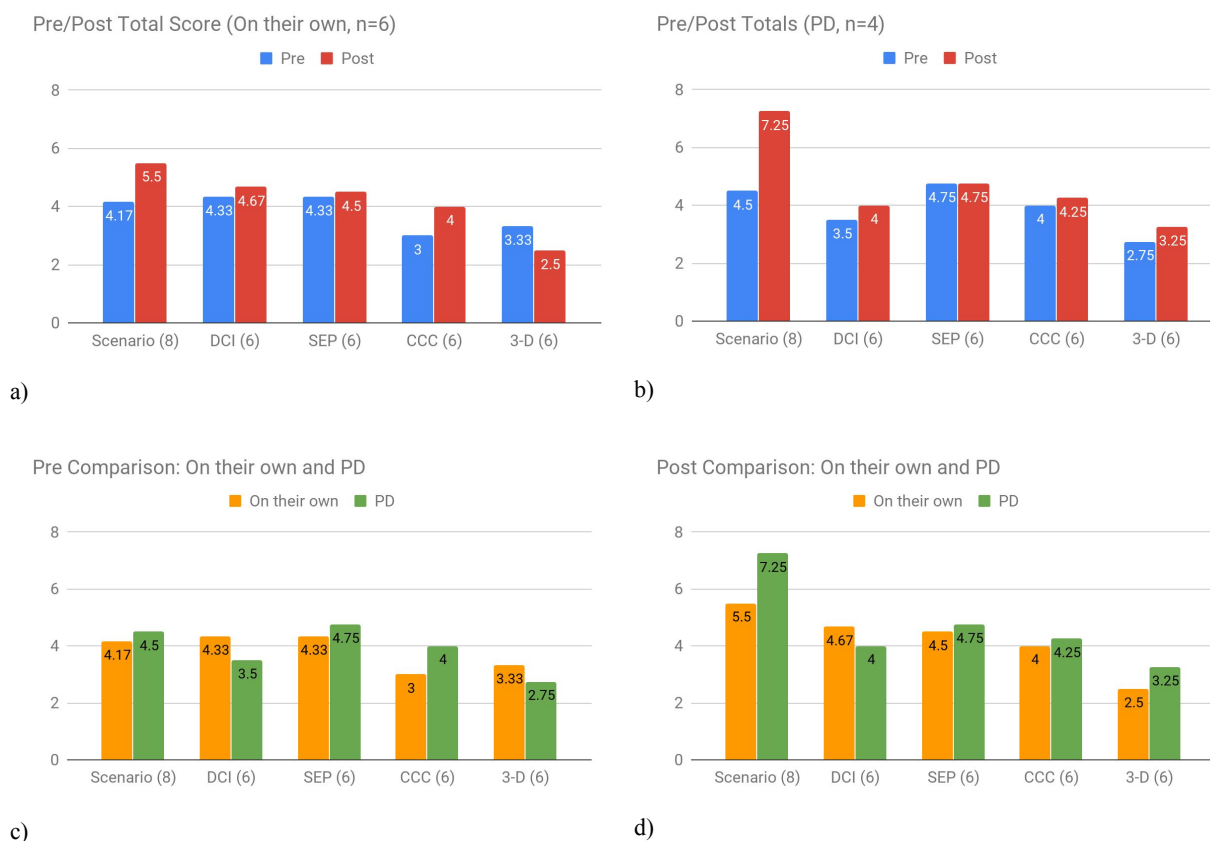 Pre/Post Total Score (On their own, n=6)
Pre Post
8
6
4
2
0
4.17 5.5 4.33 4.67 4.33 4.5 3 4 3.33 2.5
Scenario (8) DCI (6) SEP (6) CCC (6) 3-D (6)
a)
Pre/Post Totals (PD, n=4)
Pre Post
8
6
4
2
0
4.5 7.25 3.5 4 4.75 4.75 4 4.25 2.75 3.25
Scenario (8) DCI (6) SEP (6) CCC (6) 3-D (6)
b)
Pre Comparison: On their own and PD
On their own PD
8
6
4
2
0
4.17 4.5 4.33 3.5 4.33 4.75 3 4 3.33 2.75
Scenario (8) DCI (6) SEP (6) CCC (6) 3-D (6)
c)
Post Comparison: On their own and PD
On their own PD
8
6
4
2
0
5.5 7.25 4.67 4 4.5 4.75 4 4.25 2.5 3.25
Scenario (8) DCI (6) SEP (6) CCC (6) 3-D (6)
d)